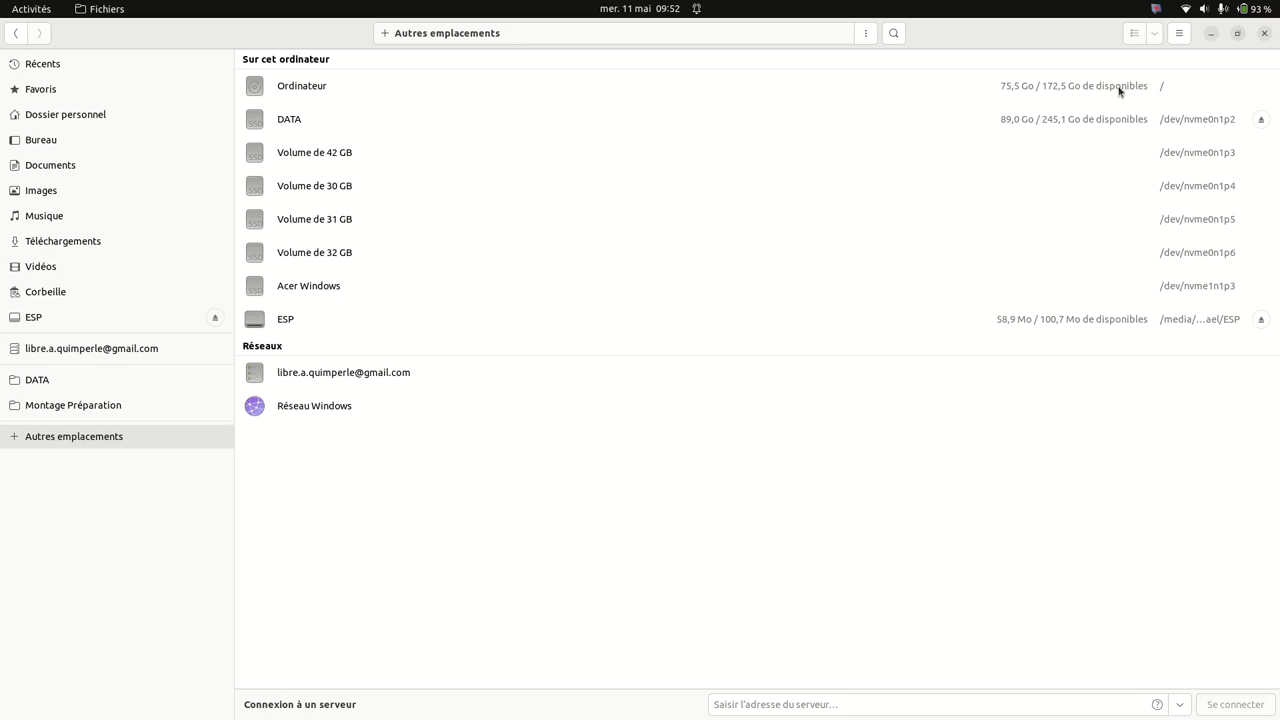 Activités Fichiers mer. 11 mai 09:52 93 %
Autres emplacements
Récents
Favoris
Dossier personnel
Bureau
Documents
Images
Musique
Téléchargements
Vidéos
Corbeille
ESP
libre.a.quimperle@gmail.com
DATA
Montage Préparation
Autres emplacements
Sur cet ordinateur
Ordinateur 75,5 Go / 172,5 Go de disponibles /
DATA 89,0 Go / 245,1 Go de disponibles /dev/nvme0n1p2
Volume de 42 GB /dev/nvme0n1p3
Volume de 30 GB /dev/nvme0n1p4
Volume de 31 GB /dev/nvme0n1p5
Volume de 32 GB /dev/nvme0n1p6
Acer Windows /dev/nvme1n1p3
ESP 58,9 Mo / 100,7 Mo de disponibles /media/…ael/ESP
Réseaux
libre.a.quimperle@gmail.com
Réseau Windows
Connexion à un serveur Saisir l'adresse du serveur… Se connecter